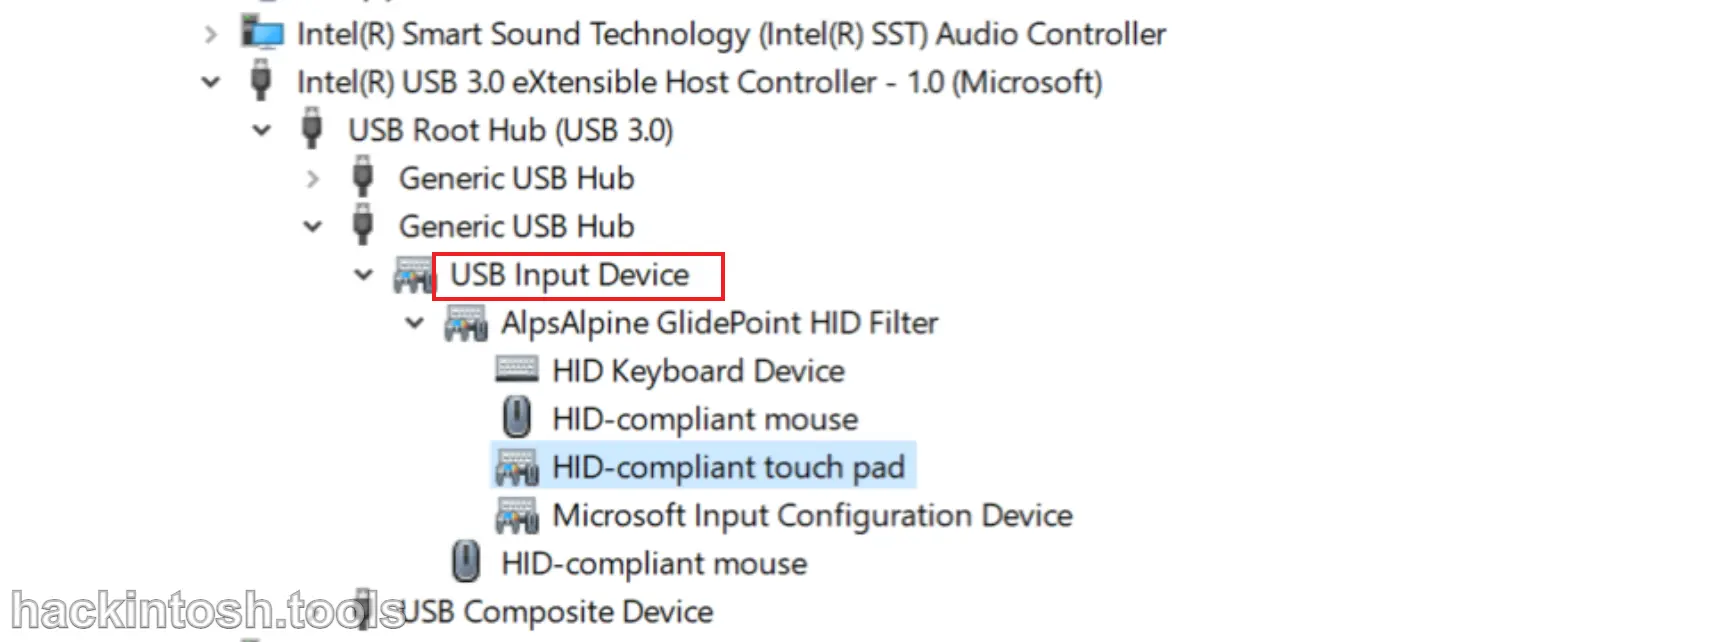 Intel(R) Smart Sound Technology (Intel(R) SST) Audio Controller
Intel(R) USB 3.0 eXtensible Host Controller - 1.0 (Microsoft)
USB Root Hub (USB 3.0)
Generic USB Hub
Generic USB Hub
USB Input Device
AlpsAlpine GlidePoint HID Filter
HID Keyboard Device
HID-compliant mouse
HID-compliant touch pad
Microsoft Input Configuration Device
HID-compliant mouse
USB Composite Device
hackintosh.tools